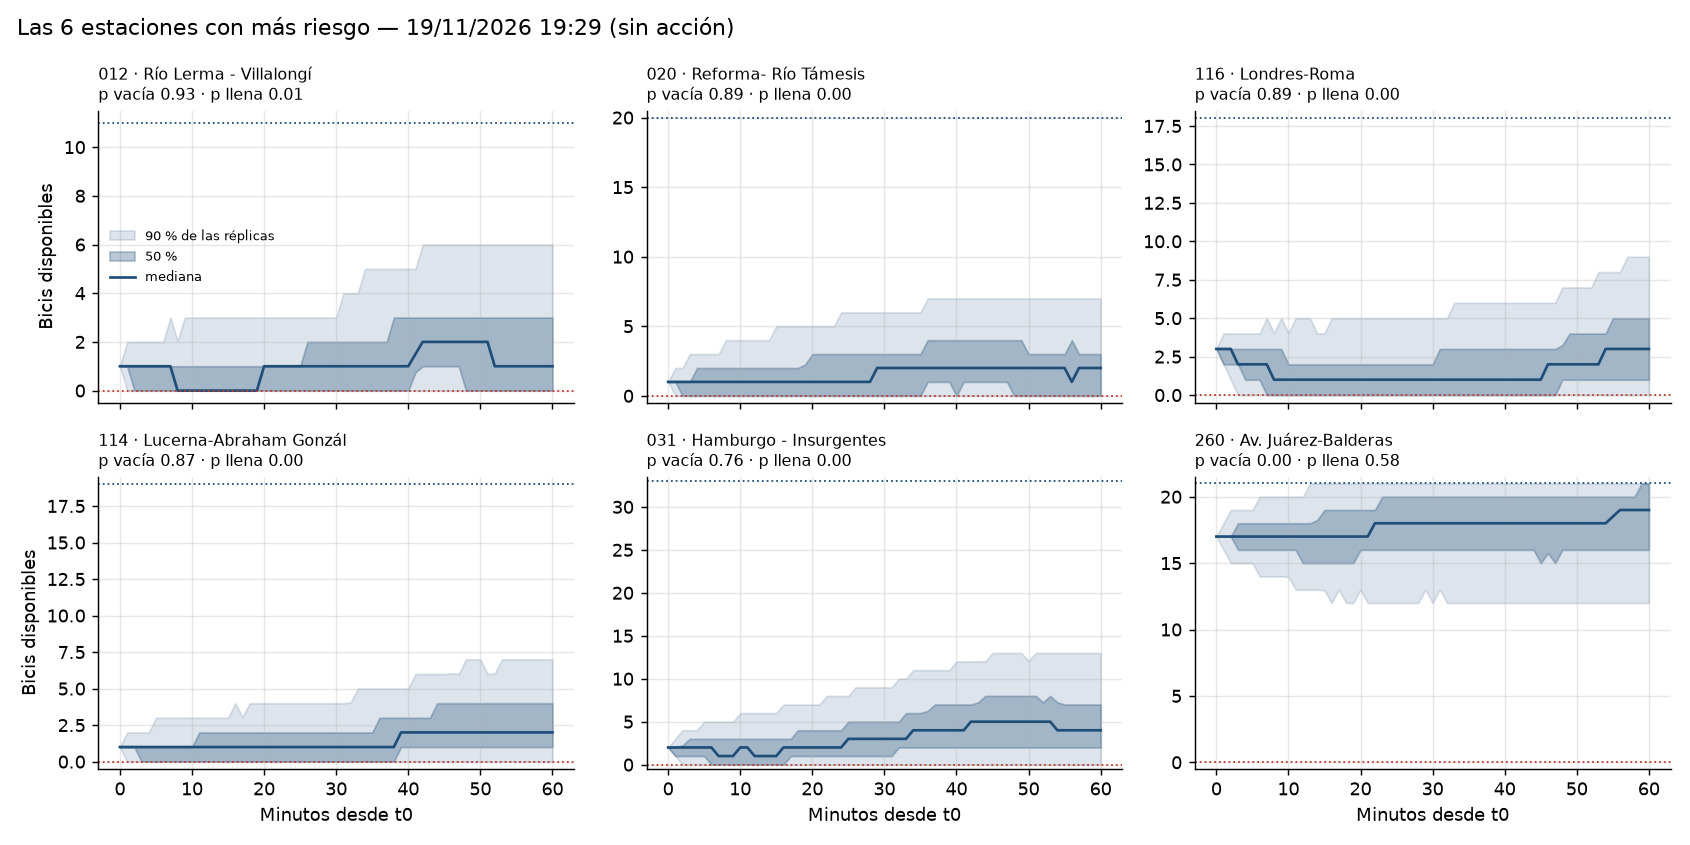 Las 6 estaciones con más riesgo — 19/11/2026 19:29 (sin acción)
012 · Río Lerma - Villalongí
p vacía 0.93 · p llena 0.01
Bicis disponibles
10
8
6
4
2
0
90 % de las réplicas
50 %
mediana
0 10 20 30 40 50 60
020 · Reforma- Río Támesis
p vacía 0.89 · p llena 0.00
20
15
10
5
0
116 · Londres-Roma
p vacía 0.89 · p llena 0.00
17.5
15.0
12.5
10.0
7.5
5.0
2.5
0.0
114 · Lucerna-Abraham Gonzál
p vacía 0.87 · p llena 0.00
Bicis disponibles
17.5
15.0
12.5
10.0
7.5
5.0
2.5
0.0
0 10 20 30 40 50 60
Minutos desde t0
031 · Hamburgo - Insurgentes
p vacía 0.76 · p llena 0.00
30
25
20
15
10
5
0
0 10 20 30 40 50 60
Minutos desde t0
260 · Av. Juárez-Balderas
p vacía 0.00 · p llena 0.58
20
15
10
5
0
0 10 20 30 40 50 60
Minutos desde t0